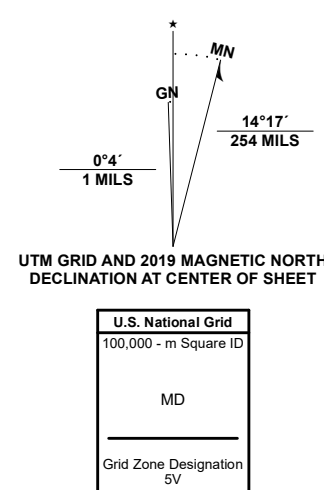 ★
MN
GN
14°17´
254 MILS
0°4´
1 MILS
UTM GRID AND 2019 MAGNETIC NORTH
DECLINATION AT CENTER OF SHEET
U.S. National Grid
100,000 - m Square ID
MD
Grid Zone Designation
5V